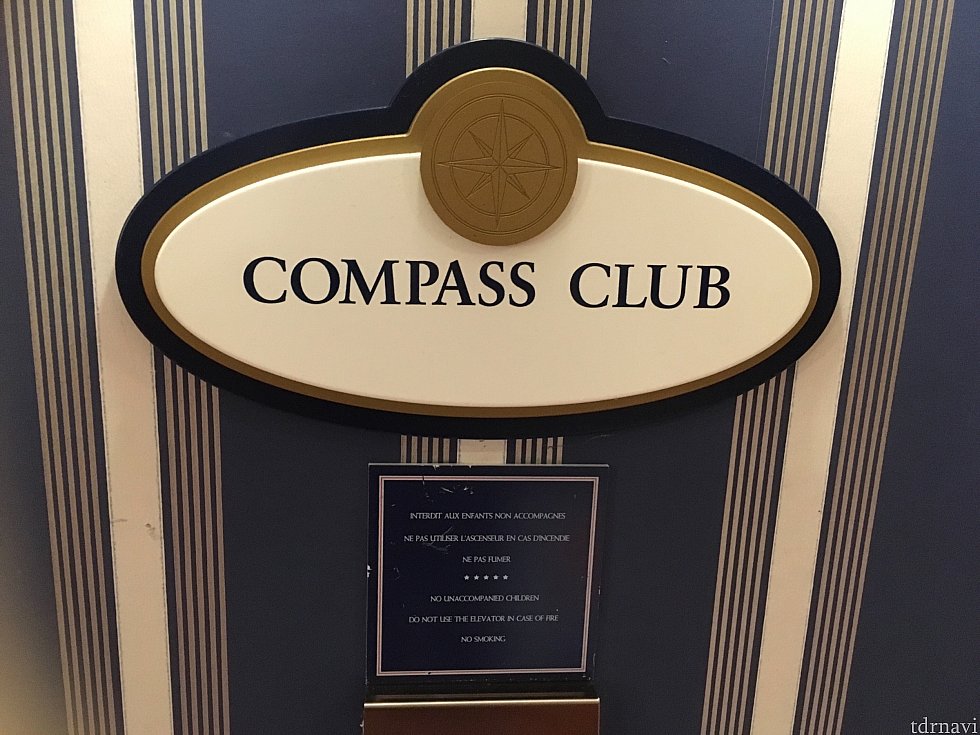 COMPASS CLUB
INTERDIT AUX ENFANTS NON ACCOMPAGNES
NE PAS UTILISER L'ASCENSEUR EN CAS D'INCENDIE
NE PAS FUMER
★ ★ ★ ★ ★
NO UNACCOMPANIED CHILDREN
DO NOT USE THE ELEVATOR IN CASE OF FIRE
NO SMOKING
tdrnavi